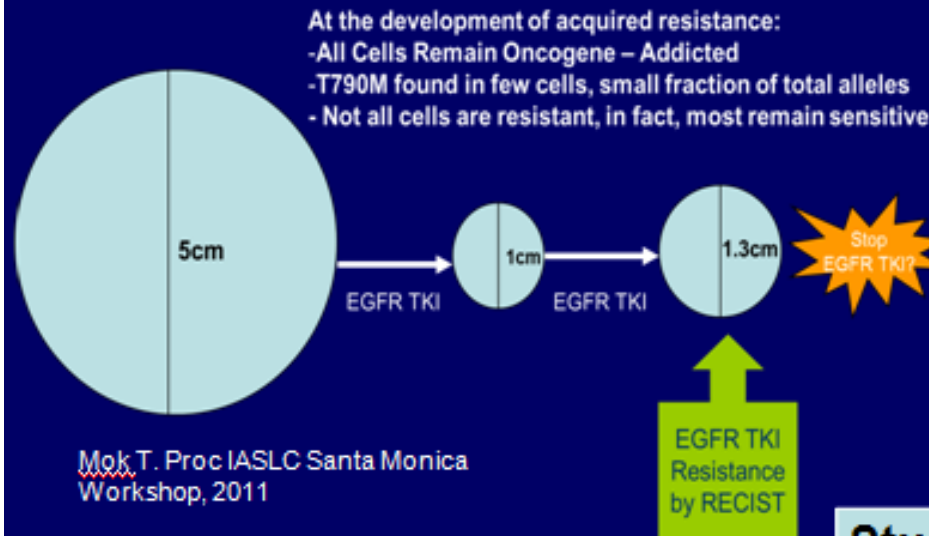 At the development of acquired resistance:
-All Cells Remain Oncogene – Addicted
-T790M found in few cells, small fraction of total alleles
- Not all cells are resistant, in fact, most remain sensitive
5cm
1cm
1.3cm
Stop
EGFR TKI?
EGFR TKI
EGFR TKI
EGFR TKI
Resistance
by RECIST
Mok T. Proc IASLC Santa Monica
Workshop, 2011